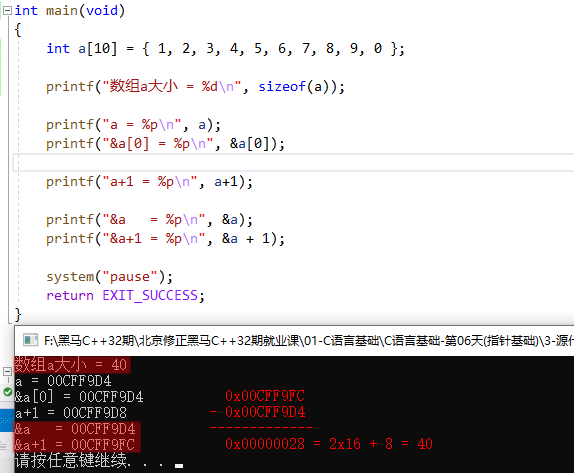 int main(void)
{
int a[10] = { 1, 2, 3, 4, 5, 6, 7, 8, 9, 0 };
printf("数组a大小 = %d\n", sizeof(a));
printf("a = %p\n", a);
printf("&a[0] = %p\n", &a[0]);
printf("a+1 = %p\n", a+1);
printf("&a   = %p\n", &a);
printf("&a+1 = %p\n", &a + 1);
system("pause");
return EXIT_SUCCESS;
}
F:\黑马C++32期\北京修正黑马C++32期就业课\01-C语言基础\C语言基础-第06天(指针基础)\3-源代
数组a大小 = 40
a = 00CFF9D4
&a[0] = 00CFF9D4 0x00CFF9FC
a+1 = 00CFF9D8 - 0x00CFF9D4
&a   = 00CFF9D4 -------------
&a+1 = 00CFF9FC 0x00000028 = 2x16 + 8 = 40
请按任意键继续. . .